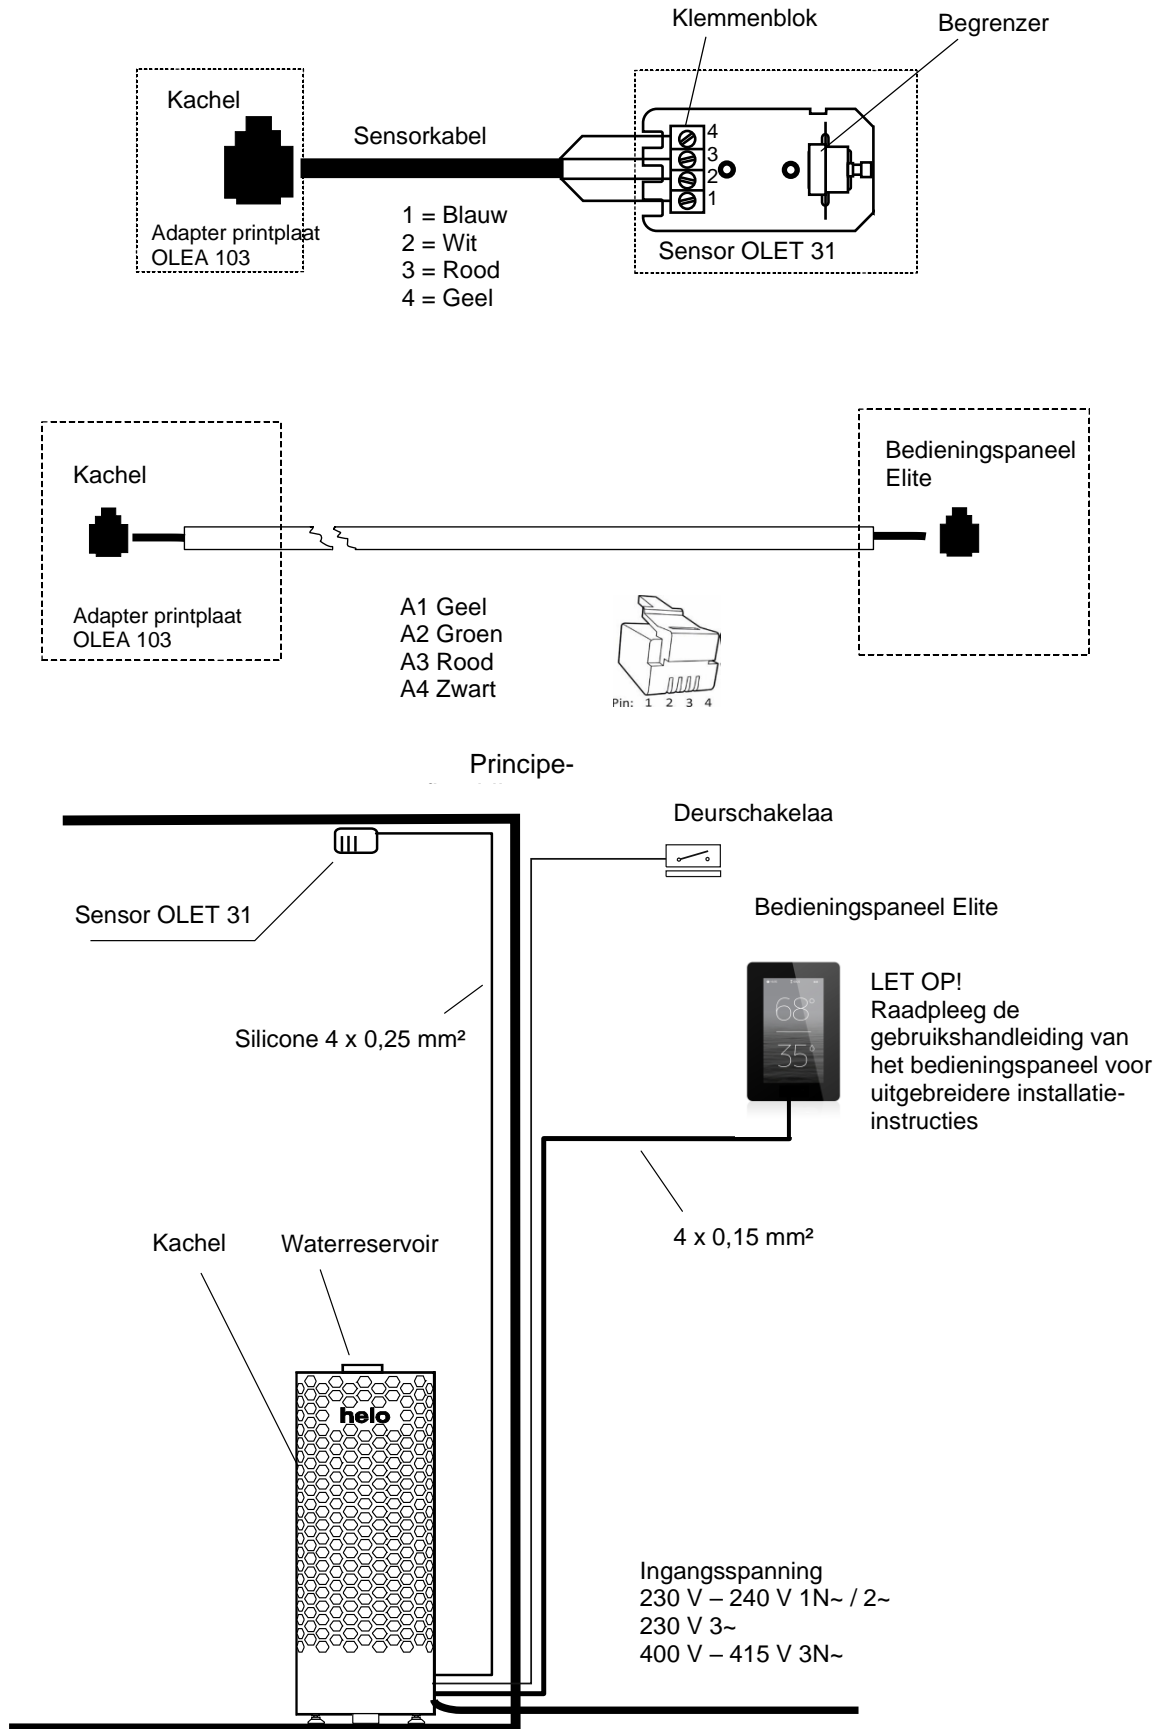 Klemmenblok
Begrenzer
Kachel
Sensorkabel
4
3
2
1
Adapter printplaat
OLEA 103
1 = Blauw
2 = Wit
3 = Rood
4 = Geel
Sensor OLET 31
Kachel
Bedieningspaneel
Elite
Adapter printplaat
OLEA 103
A1 Geel
A2 Groen
A3 Rood
A4 Zwart
Pin: 1 2 3 4
Principe-
Deurschakelaa
Sensor OLET 31
Bedieningspaneel Elite
68°
35°
LET OP!
Raadpleeg de
gebruikshandleiding van
het bedieningspaneel voor
uitgebreidere installatie-
instructies
Silicone 4 x 0,25 mm²
4 x 0,15 mm²
Kachel
Waterreservoir
helo
Ingangsspanning
230 V – 240 V 1N~ / 2~
230 V 3~
400 V – 415 V 3N~